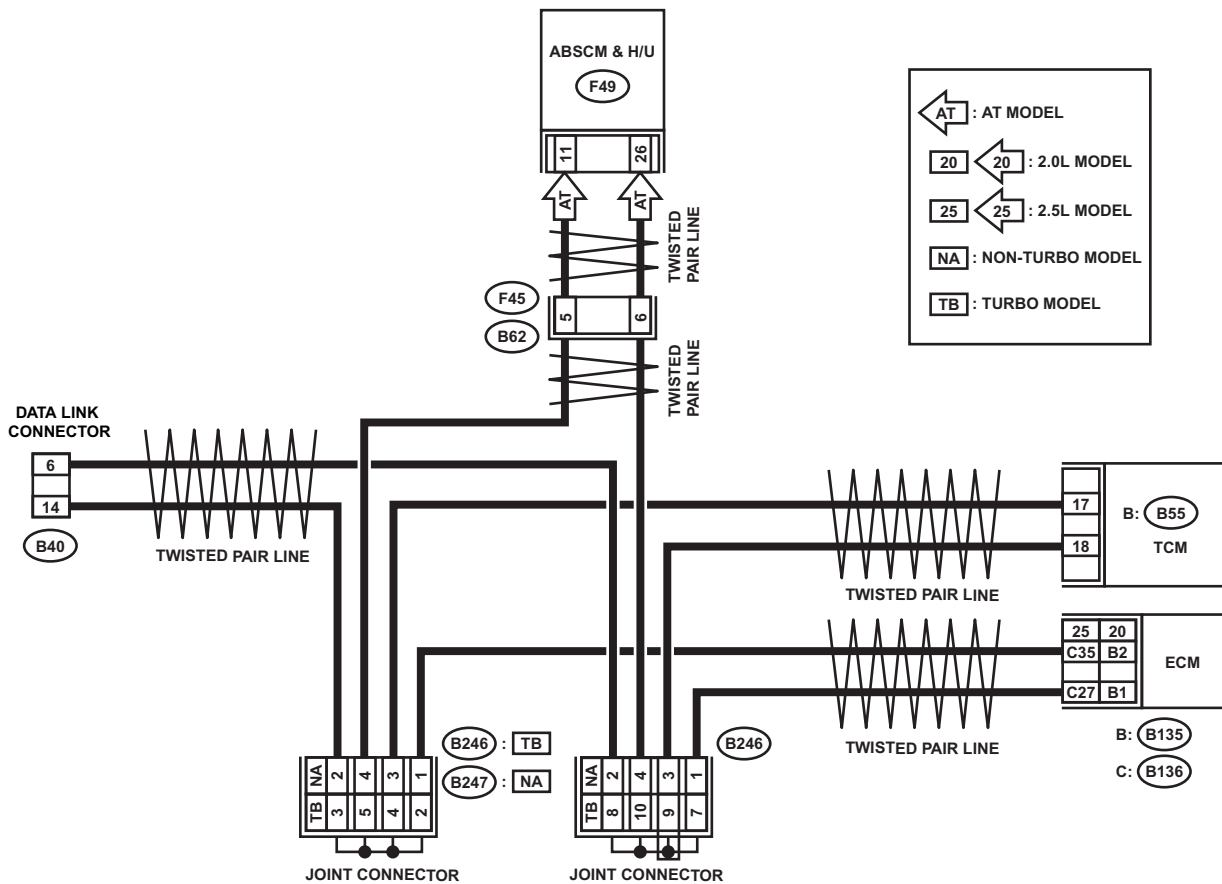 ABSCM & H/U
F49
11
26
AT
AT
TWISTED
PAIR LINE
F45
B62
5
6
TWISTED
PAIR LINE
AT : AT MODEL
20 20 : 2.0L MODEL
25 25 : 2.5L MODEL
NA : NON-TURBO MODEL
TB : TURBO MODEL
DATA LINK
CONNECTOR
6
14
B40
TWISTED PAIR LINE
17
18
B: B55
TCM
TWISTED PAIR LINE
25 20
C35 B2
C27 B1
ECM
TWISTED PAIR LINE
B: B135
C: B136
B246 : TB
B247 : NA
B246
NA 2 4 3 1
TB 3 5 4 2
JOINT CONNECTOR
NA 2 4 3 1
TB 8 10 9 7
JOINT CONNECTOR